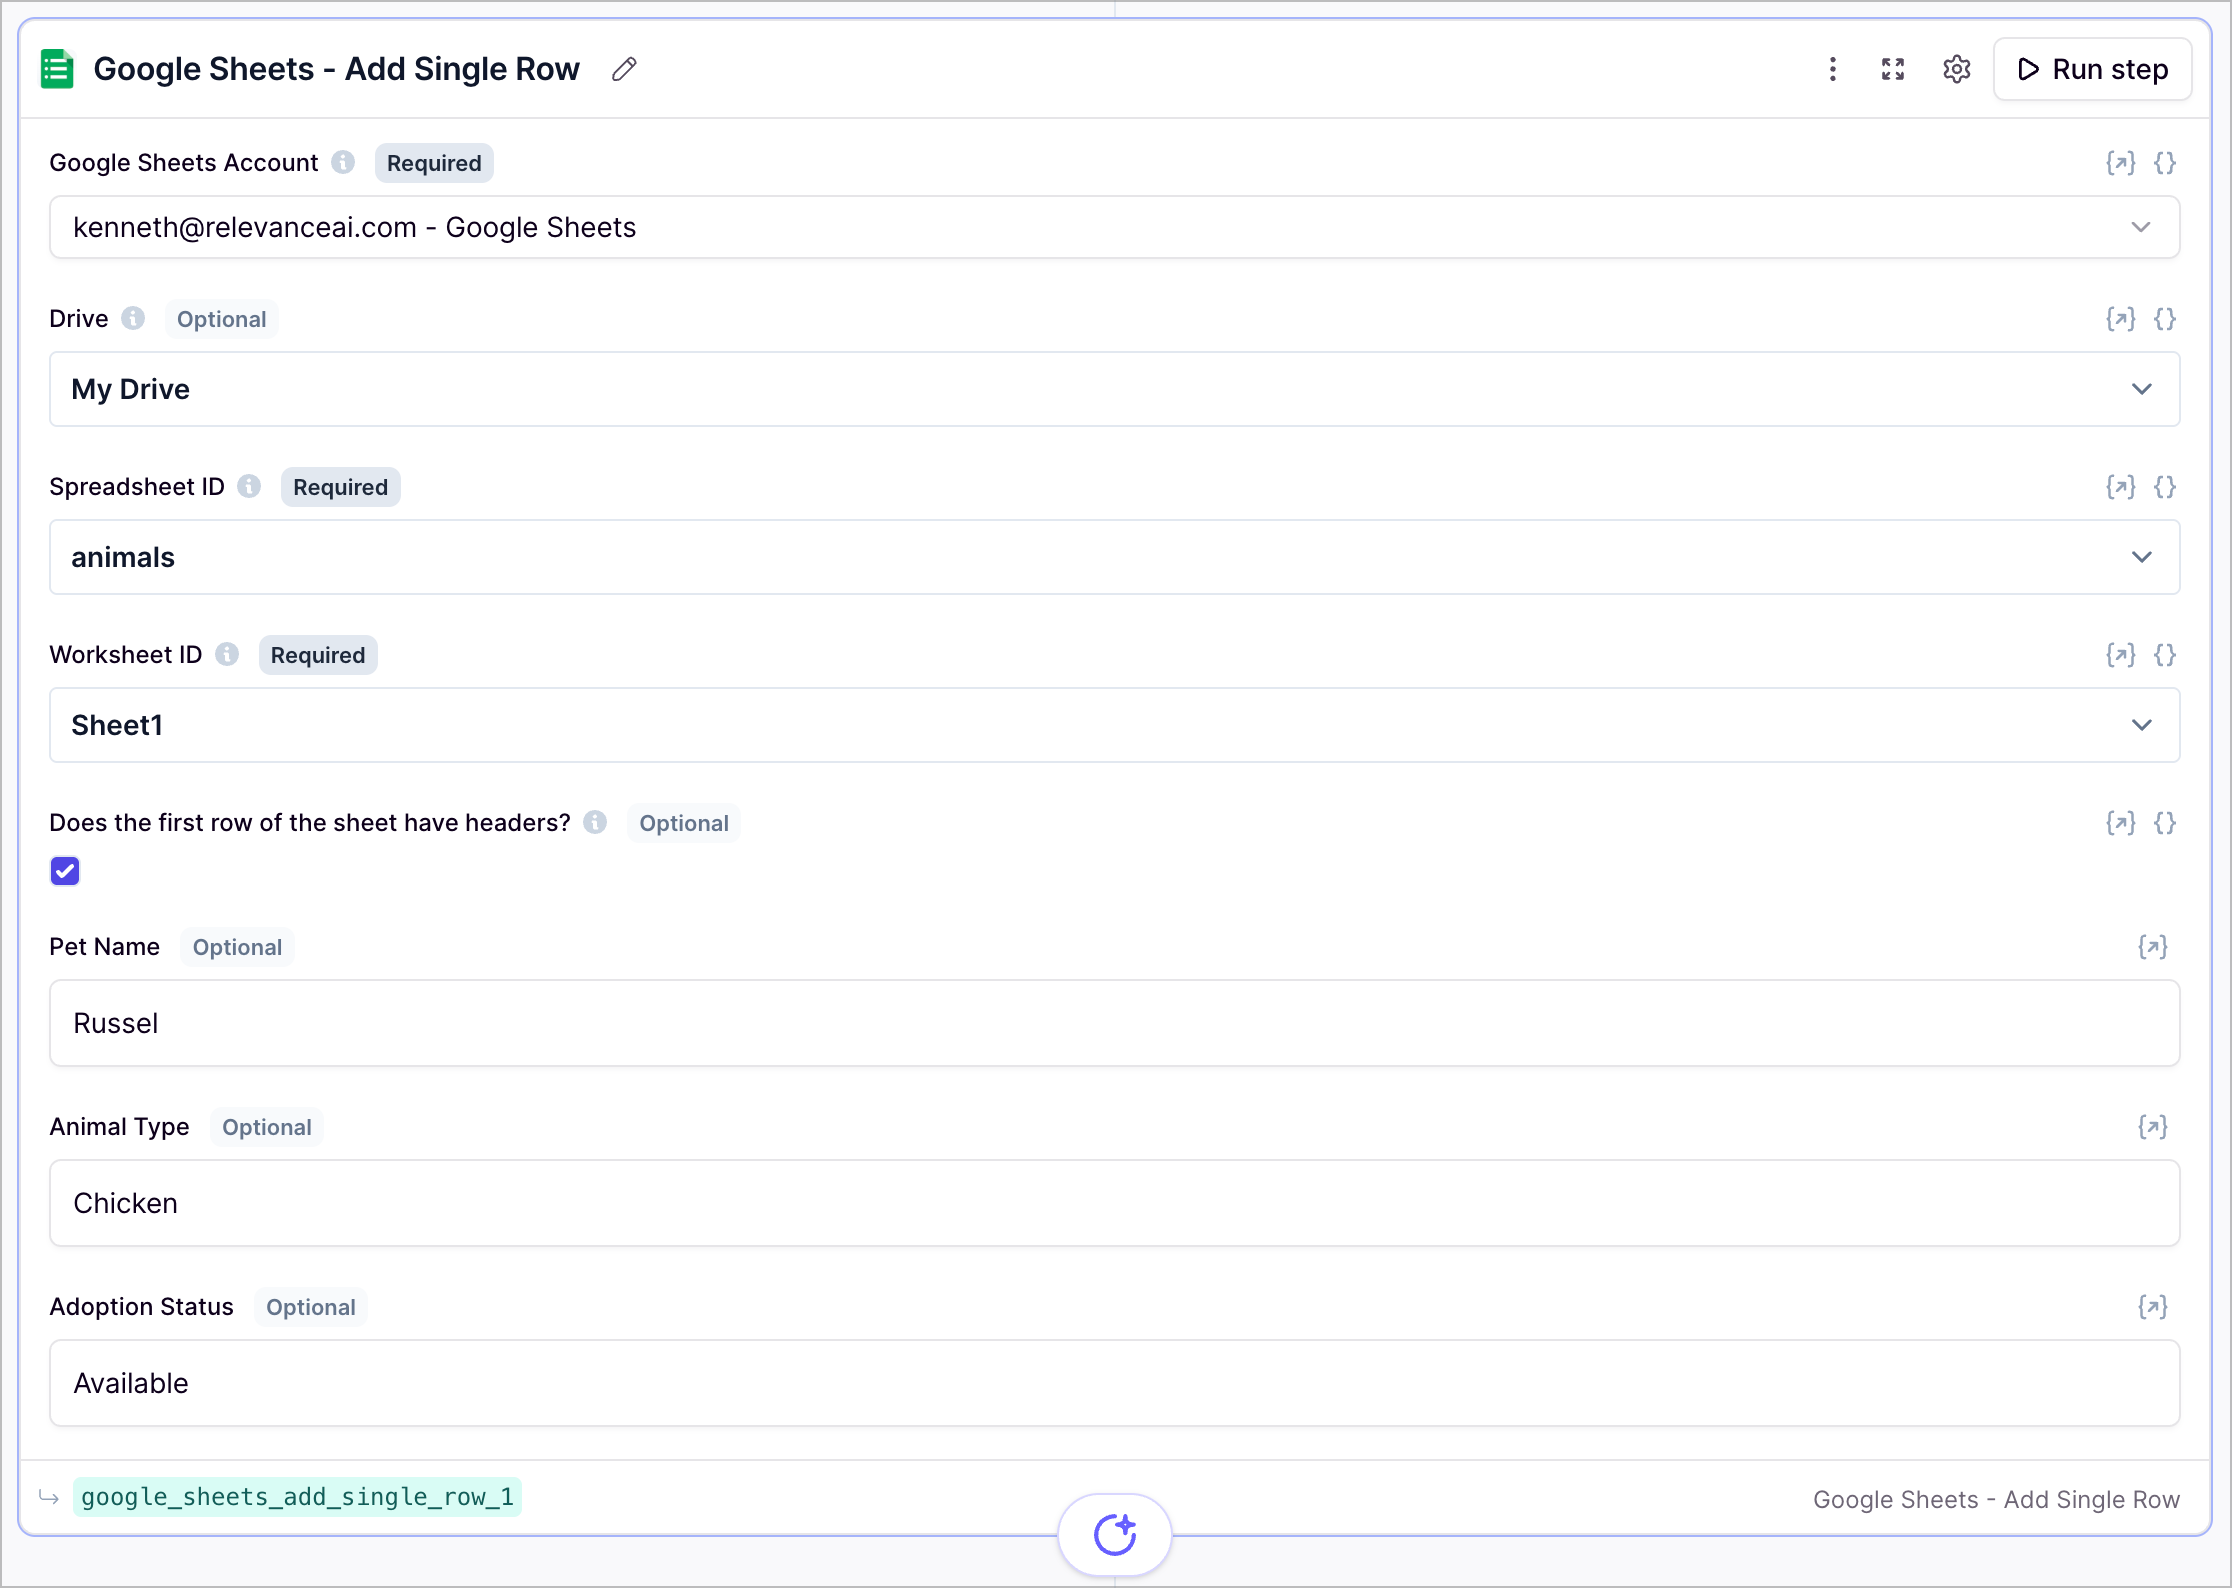 Google Sheets - Add Single Row
Run step
Google Sheets Account Required
kenneth@relevanceai.com - Google Sheets
Drive Optional
My Drive
Spreadsheet ID Required
animals
Worksheet ID Required
Sheet1
Does the first row of the sheet have headers? Optional
Pet Name Optional
Russel
Animal Type Optional
Chicken
Adoption Status Optional
Available
google_sheets_add_single_row_1
Google Sheets - Add Single Row